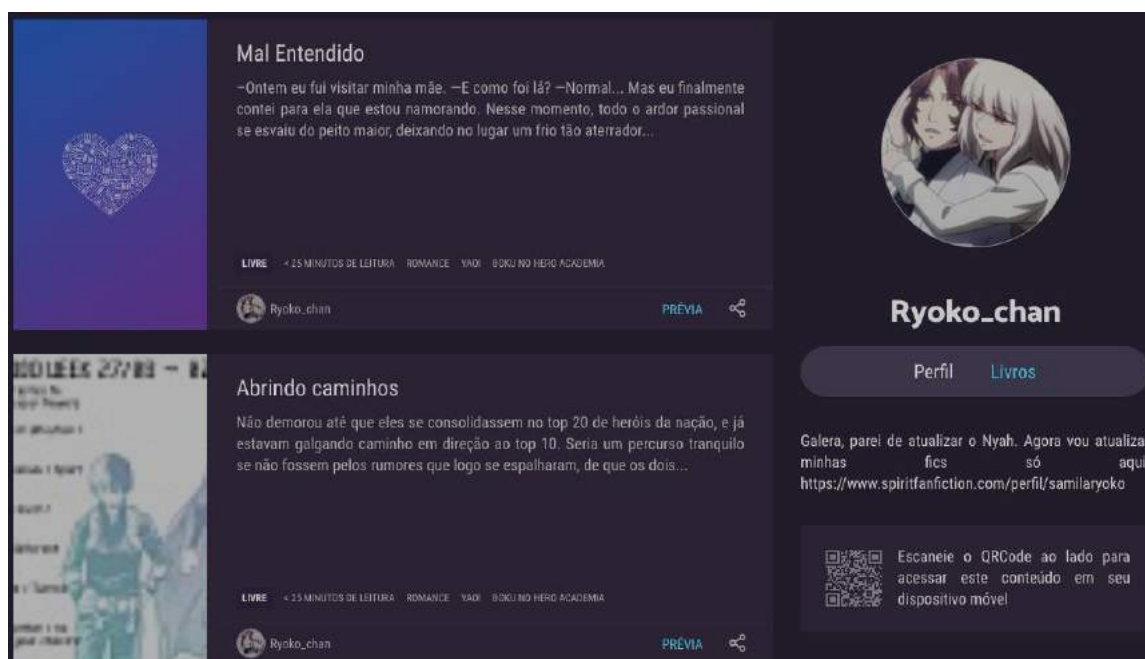 Mal Entendido
—Ontem eu fui visitar minha mãe. —E como foi lá? —Normal... Mas eu finalmente
contei para ela que estou namorando. Nesse momento, todo o ardor passional
se esvaiu do peito maior, deixando no lugar um frio tão aterrador...
LIVRE < 25 MINUTOS DE LEITURA ROMANCE YAOI BOKU NO HERO ACADEMIA
Ryoko_chan
PRÉVIA
Abrindo caminhos
Não demorou até que eles se consolidassem no top 20 de heróis da nação, e já
estavam galgando caminho em direção ao top 10. Seria um percurso tranquilo
se não fossem pelos rumores que logo se espalharam, de que os dois...
LIVRE < 25 MINUTOS DE LEITURA ROMANCE YAOI BOKU NO HERO ACADEMIA
Ryoko_chan
PRÉVIA
WEEK 27/03 –
Ryoko_chan
Perfil Livros
Galera, parei de atualizar o Nyah. Agora vou atualiza
minhas fics só aqui
https://www.spiritfanfiction.com/perfil/samilaryoko
Escaneie o QRCode ao lado para
acessar este conteúdo em seu
dispositivo móvel